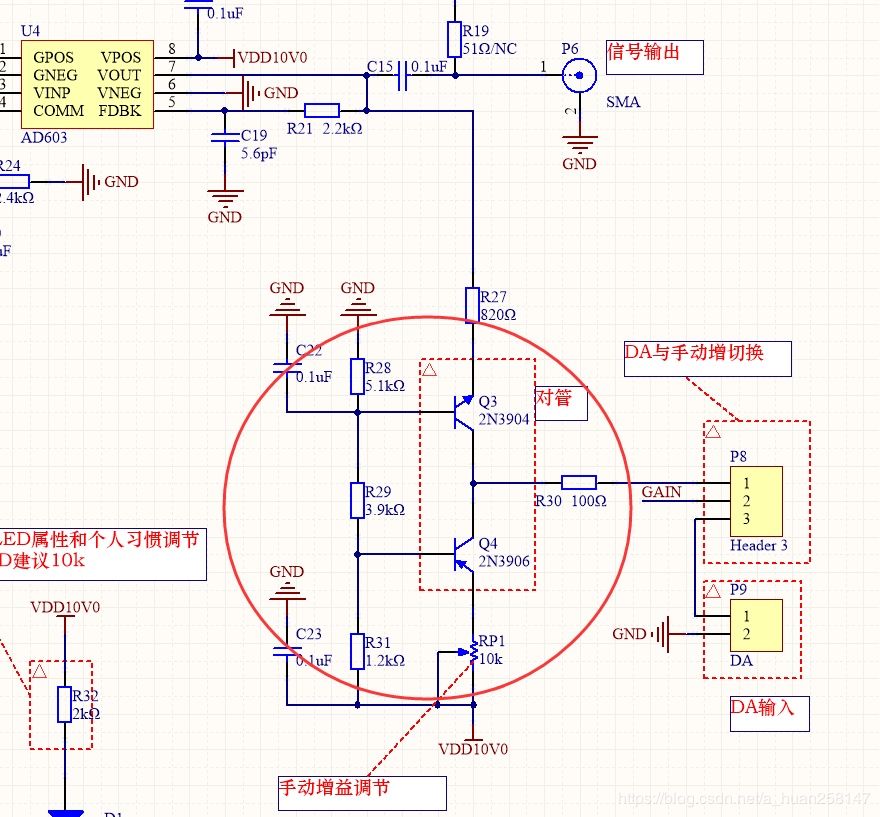 0.1uF
U4
R19
51Ω/NC
P6
信号输出
1
GPOS
VPOS
8
VDD10V0
2
GNEG
VOUT
7
C15
0.1uF
1
3
VINP
VNEG
6
GND
SMA
4
COMM
FDBK
5
2
AD603
R21
2.2kΩ
C19
5.6pF
GND
R24
GND
2.4kΩ
GND
uF
GND
GND
R27
820Ω
DA与手动增切换
C22
0.1uF
R28
5.1kΩ
Q3
2N3904
对管
P8
1
GAIN
2
3
R29
3.9kΩ
R30
100Ω
Header 3
LED属性和个人习惯调节
D建议10k
Q4
2N3906
GND
P9
1
GND
2
DA
VDD10V0
C23
0.1uF
R31
1.2kΩ
RP1
10k
R32
2kΩ
DA输入
VDD10V0
手动增益调节
D1
https://blog.csdn.net/a_huan258147